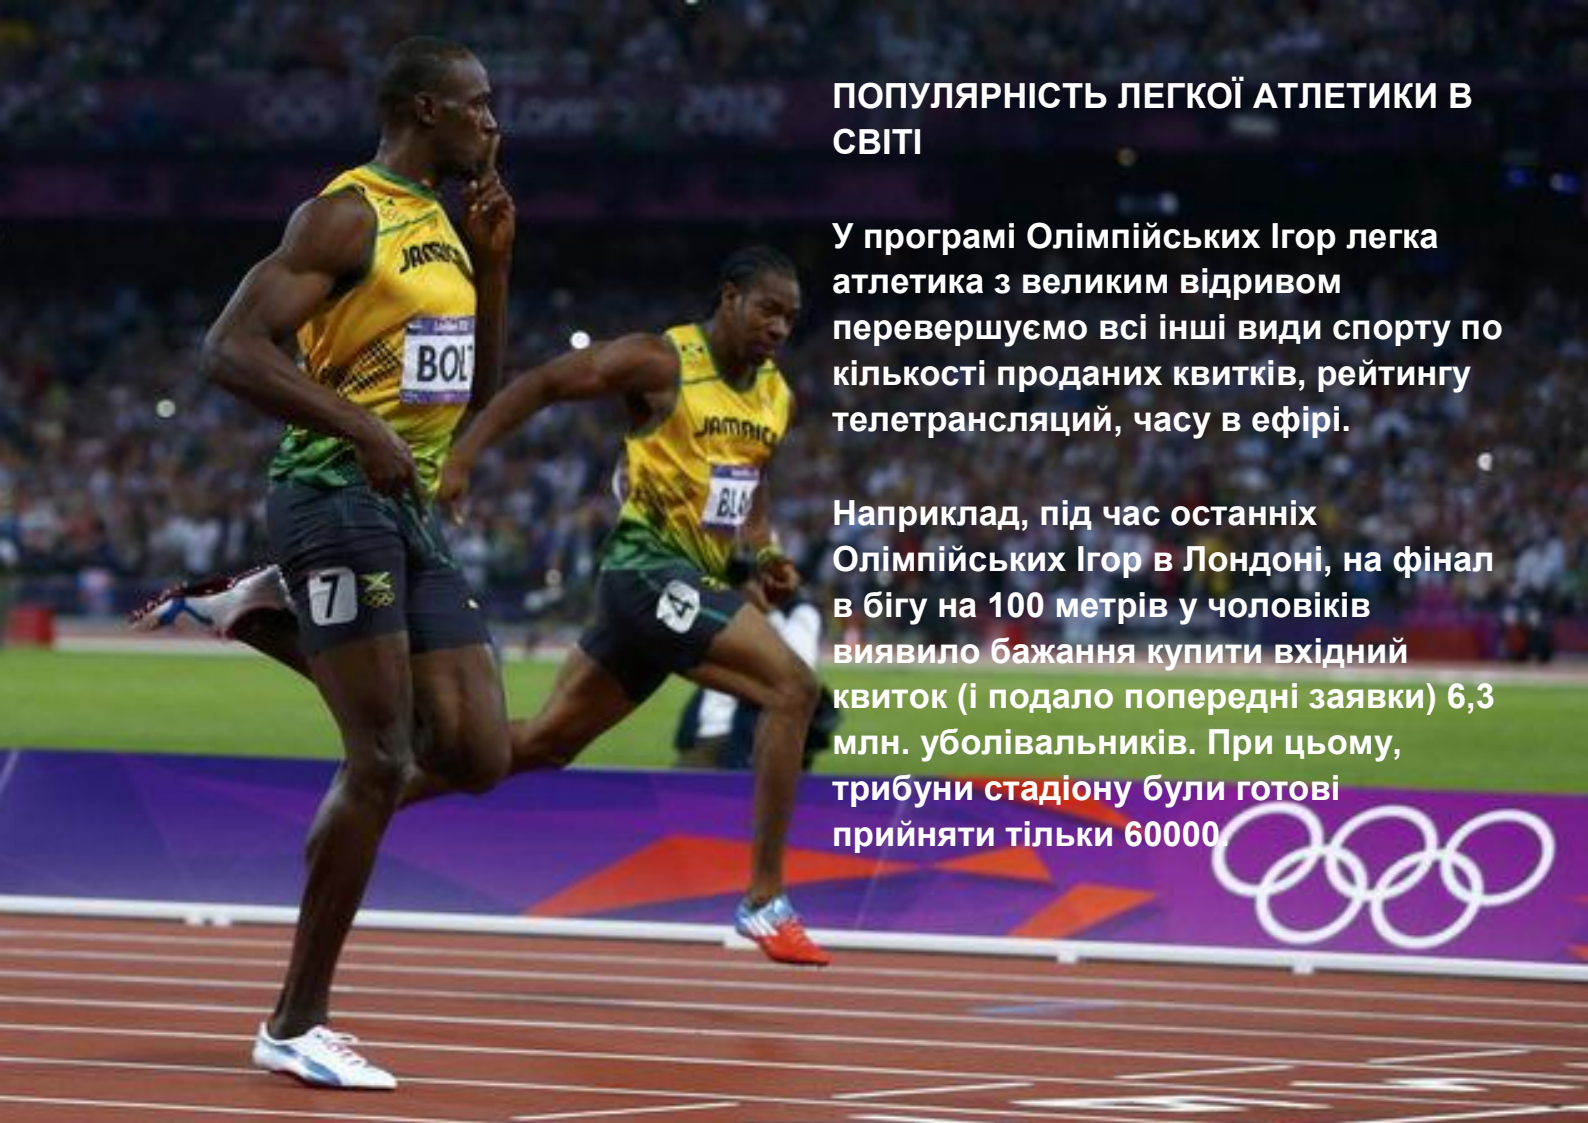 ПОПУЛЯРНІСТЬ ЛЕГКОЇ АТЛЕТИКИ В
СВІТІ
У програмі Олімпійських Ігор легка
атлетика з великим відривом
перевершуємо всі інші види спорту по
кількості проданих квитків, рейтингу
телетрансляцій, часу в ефірі.
Наприклад, під час останніх
Олімпійських Ігор в Лондоні, на фінал
в бігу на 100 метрів у чоловіків
виявило бажання купити вхідний
квиток (і подало попередні заявки) 6,3
млн. уболівальників. При цьому,
трибуни стадіону були готові
прийняти тільки 60000.
London 2012
JAMAICA
BOLT
7
JAMAICA
BLA
4